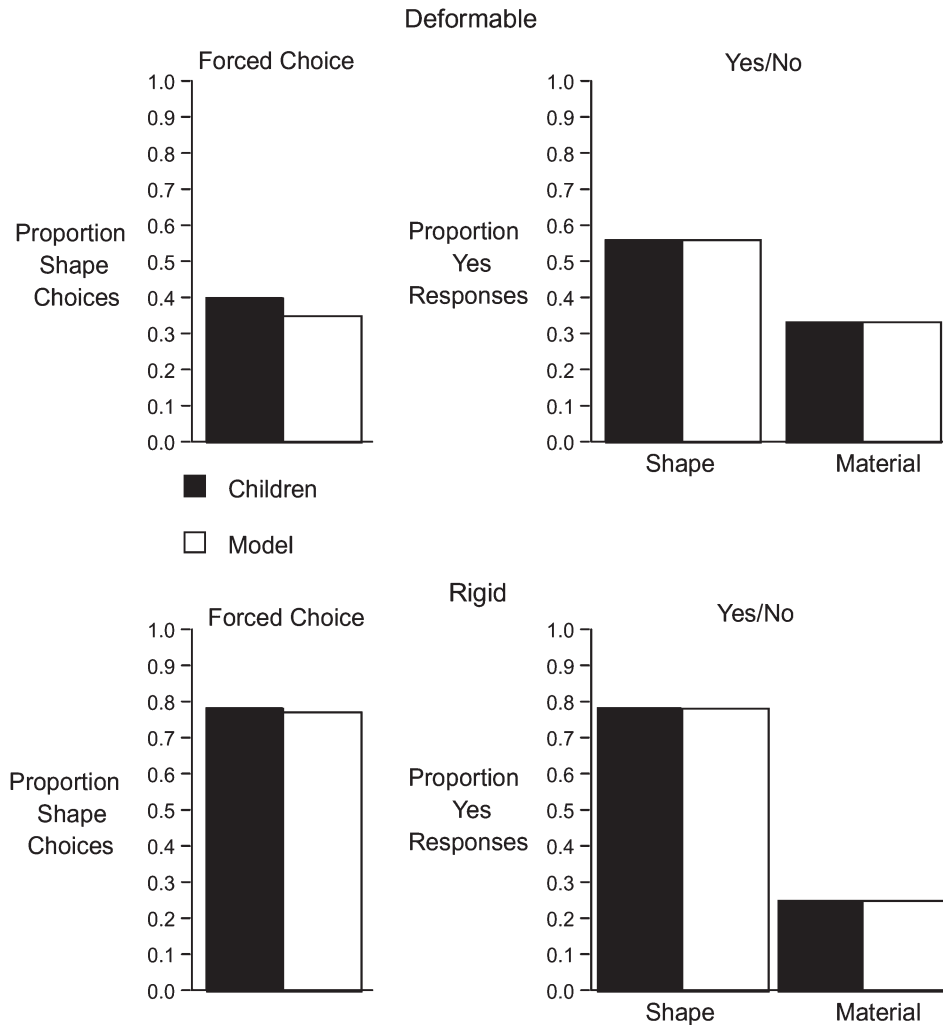 Deformable
Forced Choice
1.0
0.9
0.8
0.7
0.6
0.5
0.4
0.3
0.2
0.1
0.0
Proportion
Shape
Choices
Yes/No
1.0
0.9
0.8
0.7
0.6
0.5
0.4
0.3
0.2
0.1
0.0
Proportion
Yes
Responses
Shape
Material
Children
Model
Rigid
Forced Choice
1.0
0.9
0.8
0.7
0.6
0.5
0.4
0.3
0.2
0.1
0.0
Proportion
Shape
Choices
Yes/No
1.0
0.9
0.8
0.7
0.6
0.5
0.4
0.3
0.2
0.1
0.0
Proportion
Yes
Responses
Shape
Material